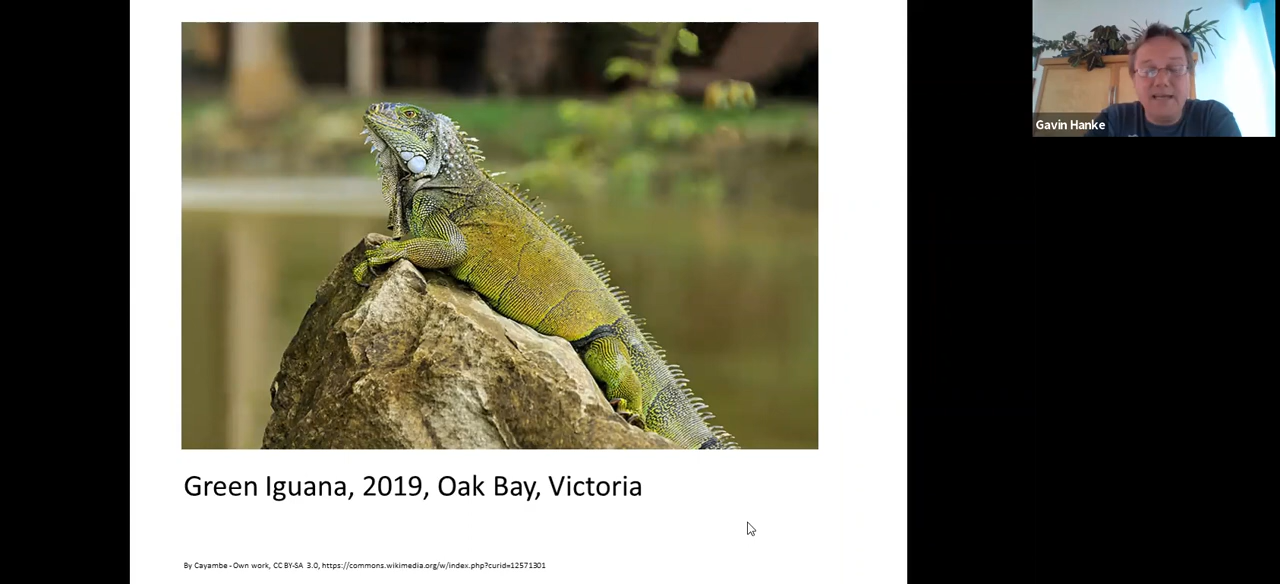 Gavin Hanke
Green Iguana, 2019, Oak Bay, Victoria
By Cayambe - Own work, CC BY-SA 3.0, https://commons.wikimedia.org/w/index.php?curid=12571301